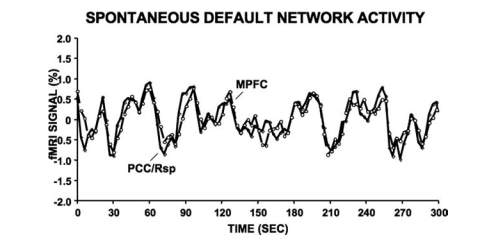 SPONTANEOUS DEFAULT NETWORK ACTIVITY
fMRI SIGNAL (%)
2.0
1.5
1.0
0.5
0
-0.5
-1.0
-1.5
-2.0
MPFC
PCC/Rsp
0 30 60 90 120 150 180 210 240 270 300
TIME (SEC)